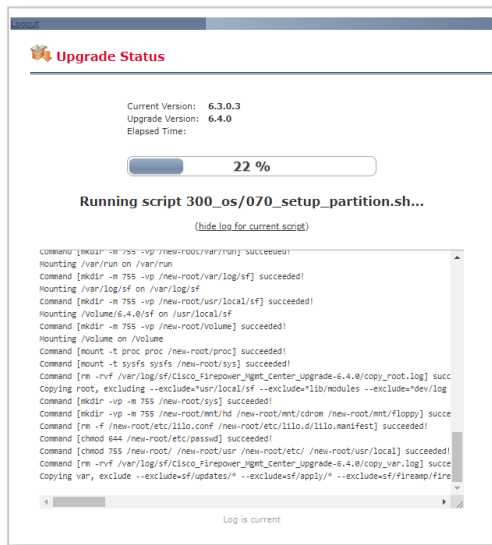 Logout
Upgrade Status
Current Version: 6.3.0.3
Upgrade Version: 6.4.0
Elapsed Time:
22 %
Running script 300_os/070_setup_partition.sh...
(hide log for current script)
Command [mkdir -m 755 -vp /new-root/var/run] succeeded!
Mounting /var/run on /var/run
Command [mkdir -m 755 -vp /new-root/var/log/sf] succeeded!
Mounting /var/log/sf on /var/log/sf
Command [mkdir -m 755 -vp /new-root/usr/local/sf] succeeded!
Mounting /Volume/6.4.0/sf on /usr/local/sf
Command [mkdir -m 755 -vp /new-root/Volume] succeeded!
Mounting /Volume on /Volume
Command [mount -t proc proc /new-root/proc] succeeded!
Command [mount -t sysfs sysfs /new-root/sys] succeeded!
Command [rm -rvf /var/log/sf/Cisco_Firepower_Mgmt_Center_Upgrade-6.4.0/copy_root.log] succ
Copying root, excluding --exclude=*usr/local/sf --exclude=*lib/modules --exclude=*dev/log
Command [mkdir -vp -m 755 /new-root/sys] succeeded!
Command [mkdir -vp -m 755 /new-root/mnt/hd /new-root/mnt/cdrom /new-root/mnt/floppy] succe
Command [rm -f /new-root/etc/lilo.conf /new-root/etc/lilo.d/lilo.manifest] succeeded!
Command [chmod 644 /new-root/etc/passwd] succeeded!
Command [chmod 755 /new-root/ /new-root/usr /new-root/etc/ /new-root/usr/local] succeeded!
Command [rm -rvf /var/log/sf/Cisco_Firepower_Mgmt_Center_Upgrade-6.4.0/copy_var.log] succe
Copying var, exclude --exclude=sf/updates/* --exclude=sf/apply/* --exclude=sf/fireamp/fire
Log is current